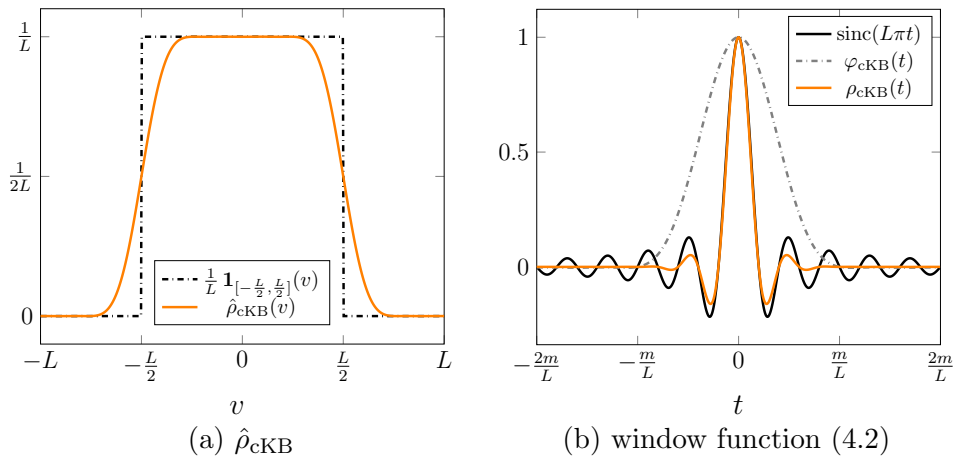 1/L
1/2L
0
−L
−L/2
0
L/2
L
v
1/L 1_{[−L/2, L/2]}(v)
ρ̂_cKB(v)
(a) ρ̂_cKB
1
0.5
0
−2m/L
−m/L
0
m/L
2m/L
t
sinc(Lπt)
φ_cKB(t)
ρ_cKB(t)
(b) window function (4.2)